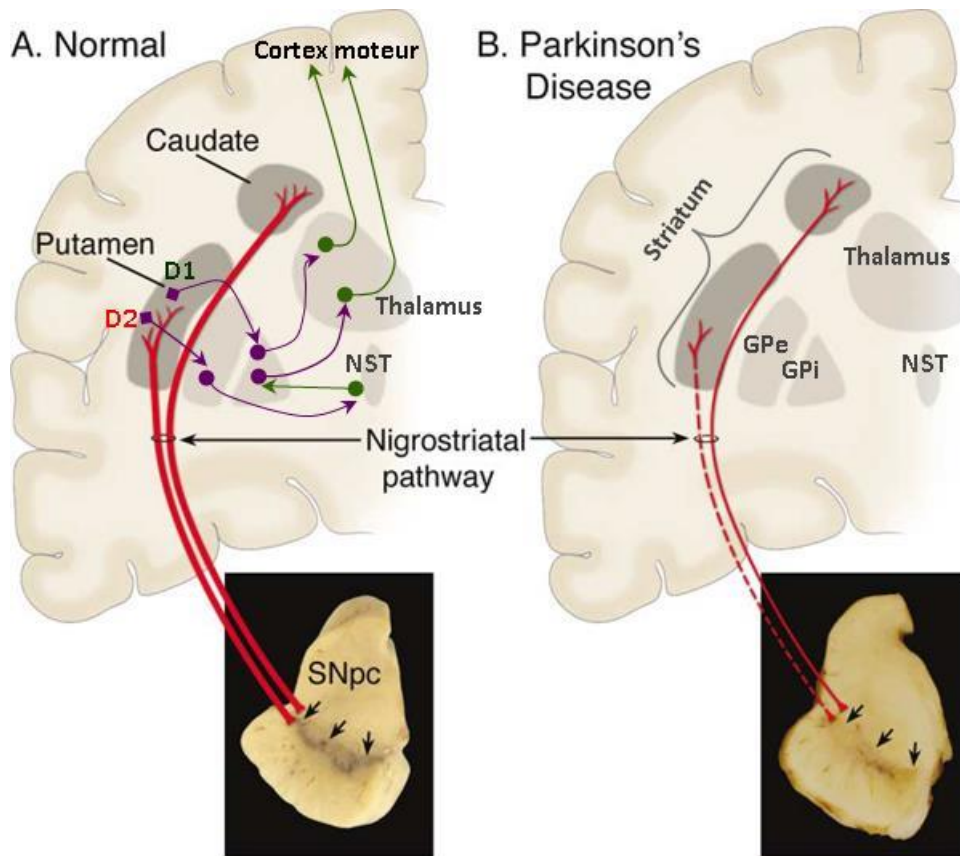 A. Normal
Cortex moteur
Caudate
Putamen
D1
D2
Thalamus
NST
Nigrostriatal
pathway
SNpc
B. Parkinson's
Disease
Striatum
Thalamus
GPe
GPi
NST